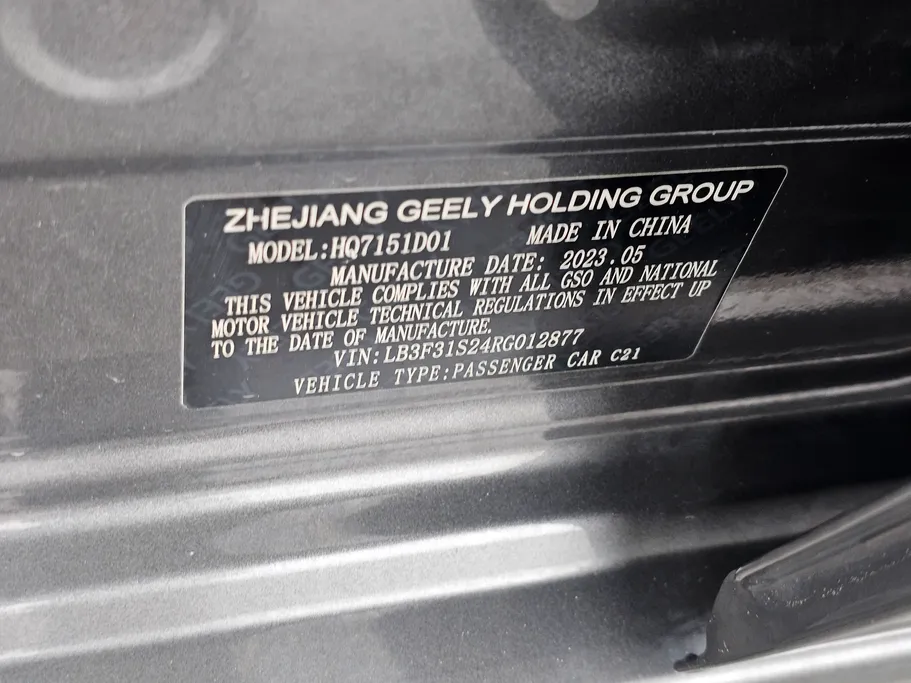 ZHEJIANG GEELY HOLDING GROUP
MODEL:HQ7151D01 MADE IN CHINA
MANUFACTURE DATE: 2023.05
THIS VEHICLE COMPLIES WITH ALL GSO AND NATIONAL
MOTOR VEHICLE TECHNICAL REGULATIONS IN EFFECT UP
TO THE DATE OF MANUFACTURE.
VIN:LB3F31S24RG012877
VEHICLE TYPE:PASSENGER CAR C21